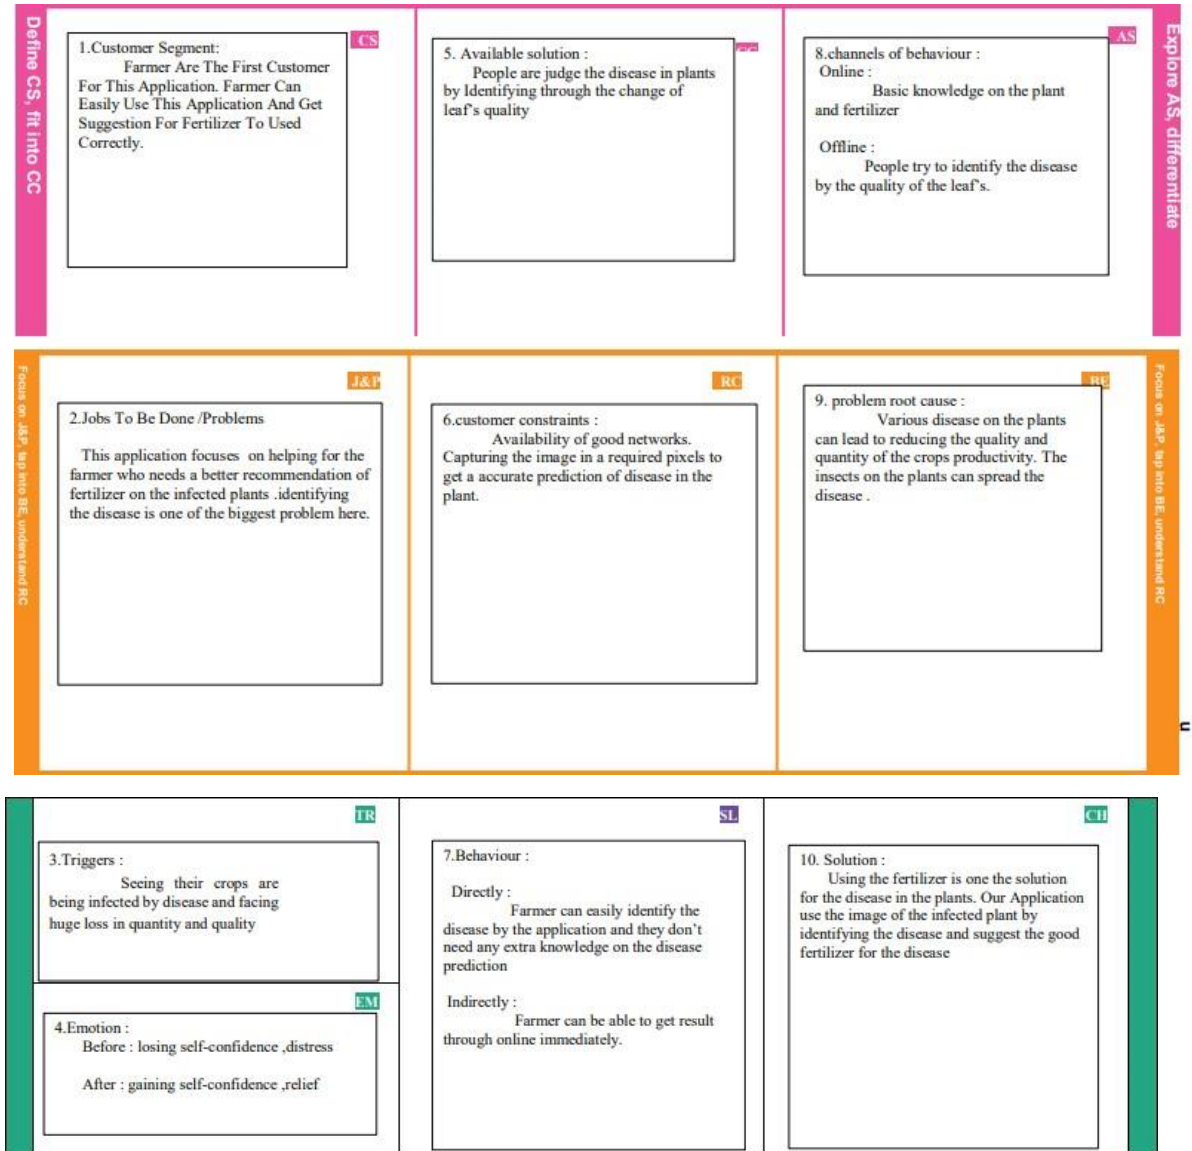 Define CS, fit into CC
CS
1.Customer Segment:
Farmer Are The First Customer
For This Application. Farmer Can
Easily Use This Application And Get
Suggestion For Fertilizer To Used
Correctly.
5. Available solution :
People are judge the disease in plants
by Identifying through the change of
leaf's quality
AS
8.channels of behaviour :
Online :
Basic knowledge on the plant
and fertilizer
Offline :
People try to identify the disease
by the quality of the leaf's.
Explore AS, differentiate
Focus on J&P, tap into BE, understand RC
J&P
2.Jobs To Be Done /Problems
This application focuses on helping for the
farmer who needs a better recommendation of
fertilizer on the infected plants .identifying
the disease is one of the biggest problem here.
RC
6.customer constraints :
Availability of good networks.
Capturing the image in a required pixels to
get a accurate prediction of disease in the
plant.
BE
9. problem root cause :
Various disease on the plants
can lead to reducing the quality and
quantity of the crops productivity. The
insects on the plants can spread the
disease .
Focus on J&P, tap into BE, understand RC
TR
3.Triggers :
Seeing their crops are
being infected by disease and facing
huge loss in quantity and quality
EM
4.Emotion :
Before : losing self-confidence ,distress
After : gaining self-confidence ,relief
SL
7.Behaviour :
Directly :
Farmer can easily identify the
disease by the application and they don't
need any extra knowledge on the disease
prediction
Indirectly :
Farmer can be able to get result
through online immediately.
CH
10. Solution :
Using the fertilizer is one the solution
for the disease in the plants. Our Application
use the image of the infected plant by
identifying the disease and suggest the good
fertilizer for the disease